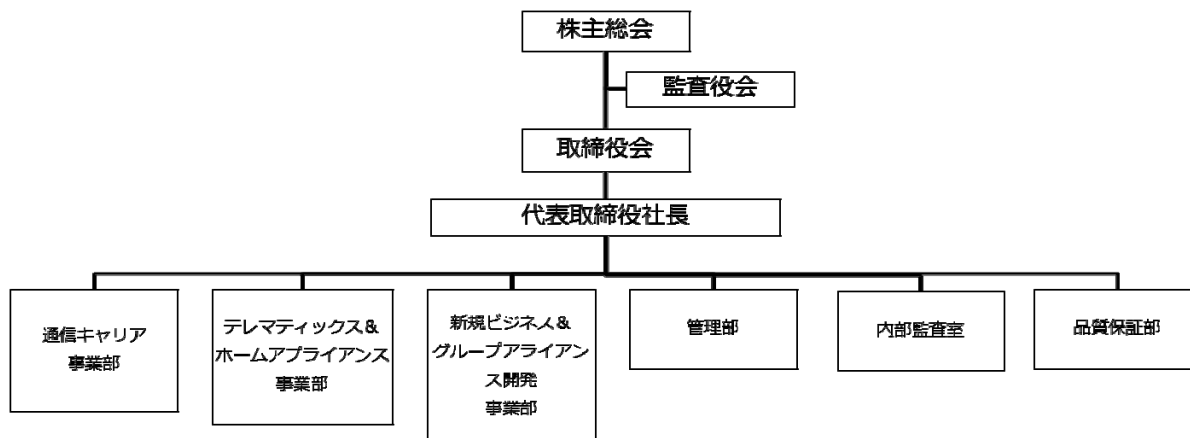 株主総会
監査役会
取締役会
代表取締役社長
通信キャリア
事業部
テレマティックス&
ホームアプライアンス
事業部
新規ビジネス&
グループアライアン
ス開発
事業部
管理部
内部監査室
品質保証部